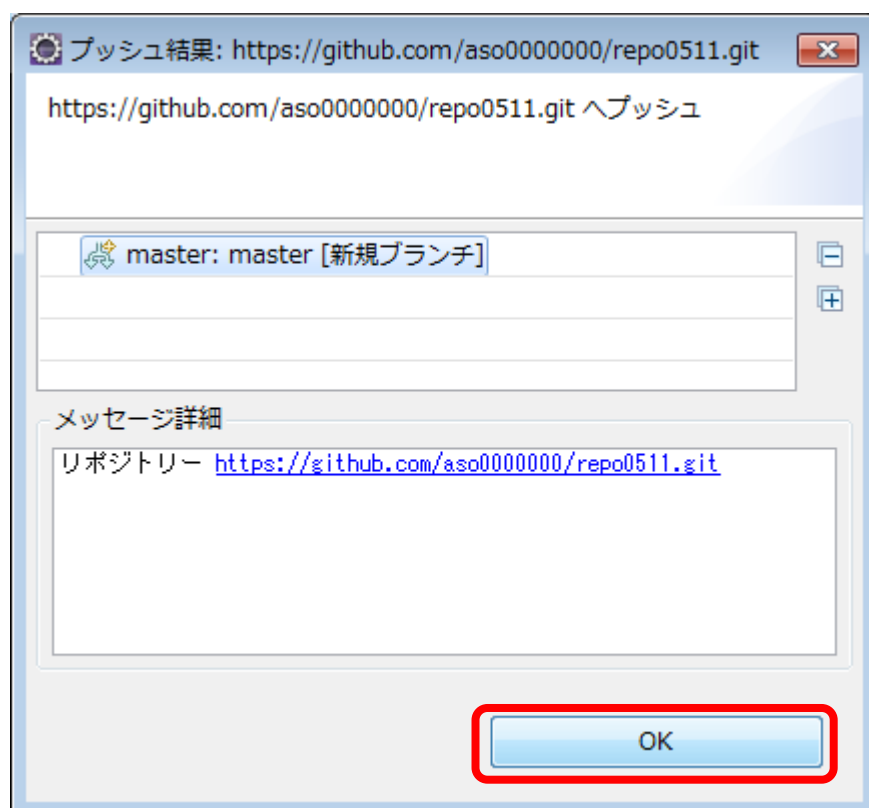 プッシュ結果: https://github.com/aso0000000/repo0511.git
https://github.com/aso0000000/repo0511.git へプッシュ
master: master [新規ブランチ]
メッセージ詳細
リポジトリー https://github.com/aso0000000/repo0511.git
OK